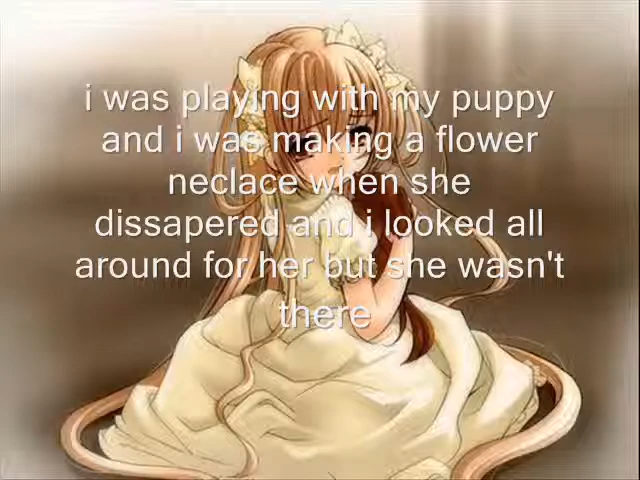 i was playing with my puppy
and i was making a flower
neclace when she
dissapered and i looked all
around for her but she wasn't
there